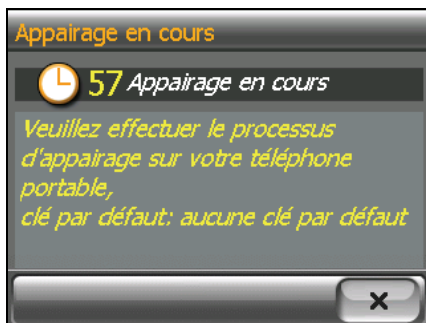 Appairage en cours
57 Appairage en cours
Veuillez effectuer le processus
d'appairage sur votre téléphone
portable,
clé par défaut: aucune clé par défaut